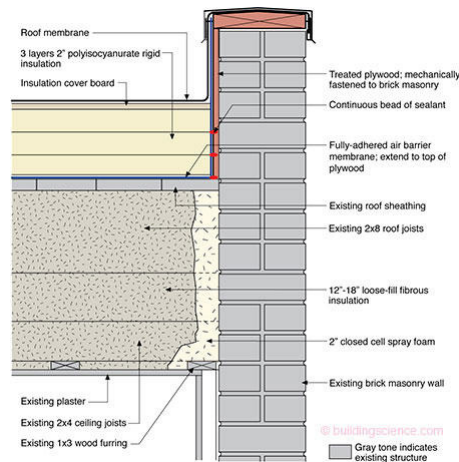 Roof membrane
3 layers 2" polyisocyanurate rigid
insulation
Insulation cover board
Treated plywood; mechanically
fastened to brick masonry
Continuous bead of sealant
Fully-adhered air barrier
membrane; extend to top of
plywood
Existing roof sheathing
Existing 2x8 roof joists
12"-18" loose-fill fibrous
insulation
2" closed cell spray foam
Existing brick masonry wall
Existing plaster
Existing 2x4 ceiling joists
Existing 1x3 wood furring
© buildingscience.com
Gray tone indicates
existing structure